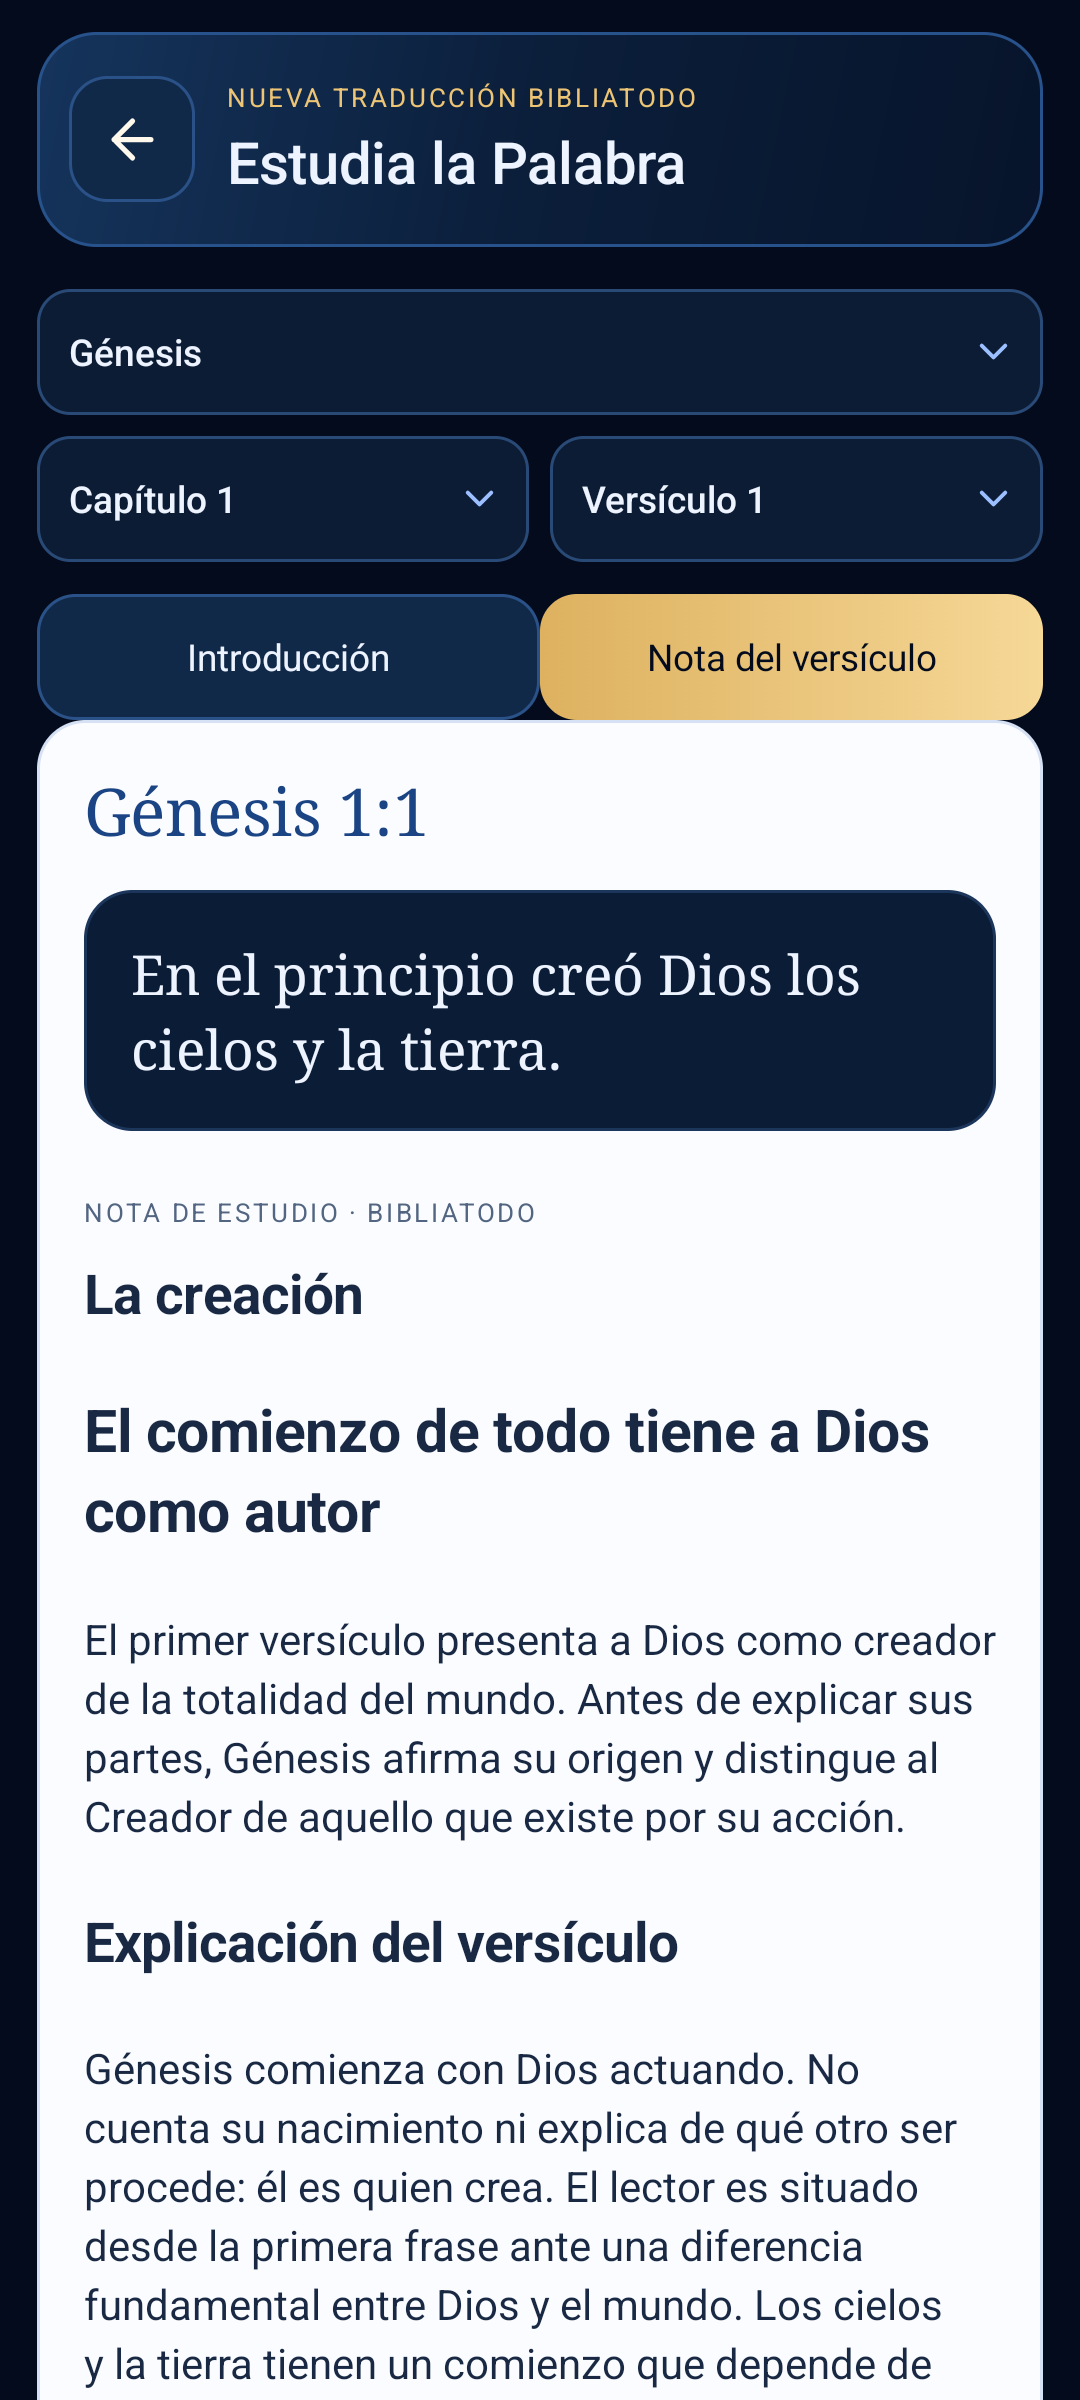 NUEVA TRADUCCIÓN BIBLIATODO
Estudia la Palabra
Génesis
Capítulo 1
Versículo 1
Introducción
Nota del versículo
Génesis 1:1
En el principio creó Dios los
cielos y la tierra.
NOTA DE ESTUDIO · BIBLIATODO
La creación
El comienzo de todo tiene a Dios
como autor
El primer versículo presenta a Dios como creador
de la totalidad del mundo. Antes de explicar sus
partes, Génesis afirma su origen y distingue al
Creador de aquello que existe por su acción.
Explicación del versículo
Génesis comienza con Dios actuando. No
cuenta su nacimiento ni explica de qué otro ser
procede: él es quien crea. El lector es situado
desde la primera frase ante una diferencia
fundamental entre Dios y el mundo. Los cielos
y la tierra tienen un comienzo que depende de